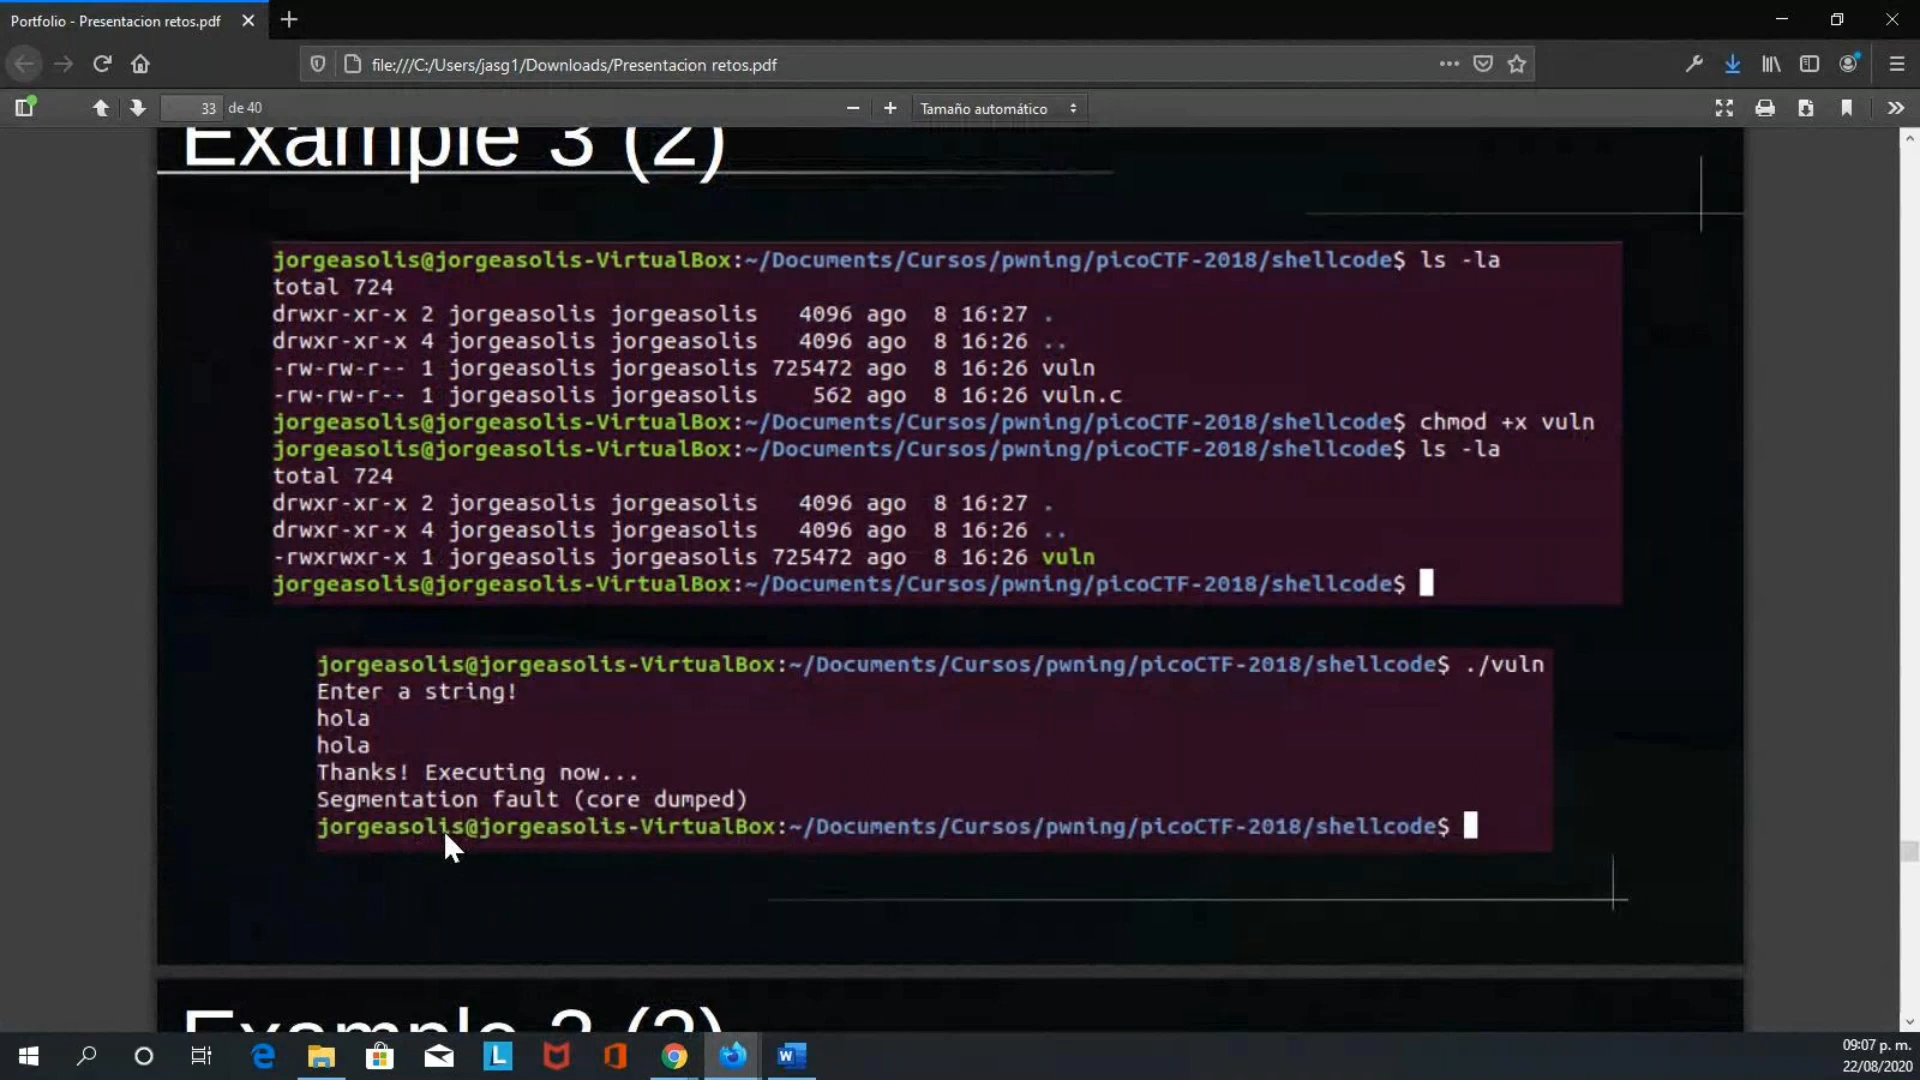 Portfolio - Presentacion retos.pdf
file:///C:/Users/jasg1/Downloads/Presentacion retos.pdf
33 de 40
Tamaño automático
Example 3 (2)
jorgeasolis@jorgeasolis-VirtualBox:~/Documents/Cursos/pwning/picoCTF-2018/shellcode$ ls -la
total 724
drwxr-xr-x 2 jorgeasolis jorgeasolis   4096 ago  8 16:27 .
drwxr-xr-x 4 jorgeasolis jorgeasolis   4096 ago  8 16:26 ..
-rw-rw-r-- 1 jorgeasolis jorgeasolis 725472 ago  8 16:26 vuln
-rw-rw-r-- 1 jorgeasolis jorgeasolis    562 ago  8 16:26 vuln.c
jorgeasolis@jorgeasolis-VirtualBox:~/Documents/Cursos/pwning/picoCTF-2018/shellcode$ chmod +x vuln
jorgeasolis@jorgeasolis-VirtualBox:~/Documents/Cursos/pwning/picoCTF-2018/shellcode$ ls -la
total 724
drwxr-xr-x 2 jorgeasolis jorgeasolis   4096 ago  8 16:27 .
drwxr-xr-x 4 jorgeasolis jorgeasolis   4096 ago  8 16:26 ..
-rwxrwxr-x 1 jorgeasolis jorgeasolis 725472 ago  8 16:26 vuln
jorgeasolis@jorgeasolis-VirtualBox:~/Documents/Cursos/pwning/picoCTF-2018/shellcode$
jorgeasolis@jorgeasolis-VirtualBox:~/Documents/Cursos/pwning/picoCTF-2018/shellcode$ ./vuln
Enter a string!
hola
hola
Thanks! Executing now...
Segmentation fault (core dumped)
jorgeasolis@jorgeasolis-VirtualBox:~/Documents/Cursos/pwning/picoCTF-2018/shellcode$
09:07 p. m.
22/08/2020